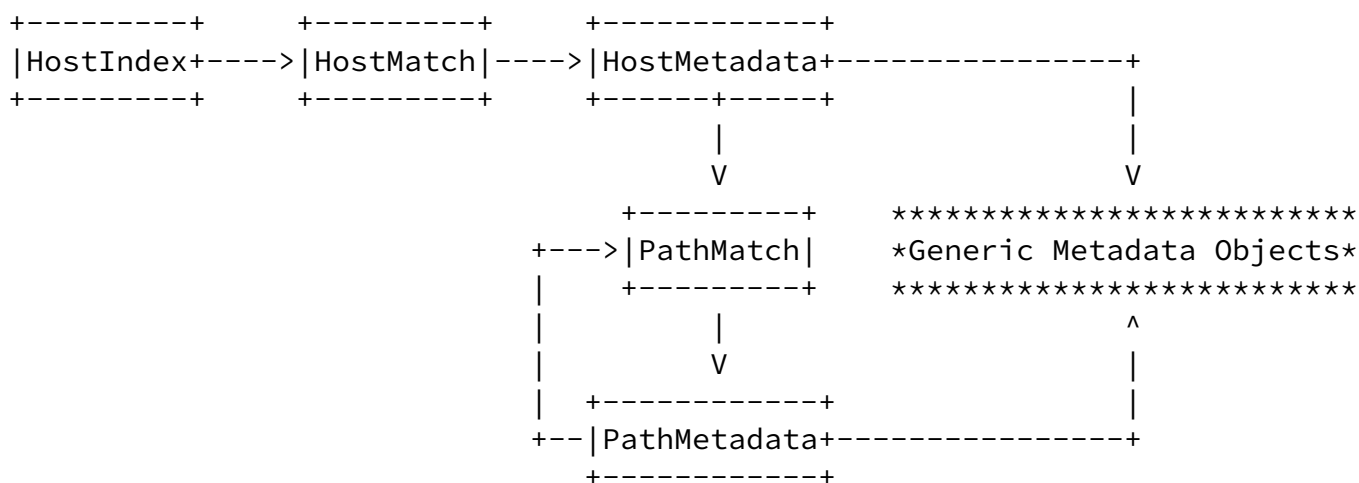 +---------+     +---------+     +------------+
|HostIndex+---->|HostMatch|---->|HostMetadata+----------------+
+---------+     +---------+     +------+-----+                |
                                       |                      |
                                       V                      V
                                  +---------+    **************************
                             +--->|PathMatch|    *Generic Metadata Objects*
                             |    +---------+    **************************
                             |         |                      ^
                             |         V                      |
                             |  +------------+                |
                             +--|PathMetadata+----------------+
                                +------------+